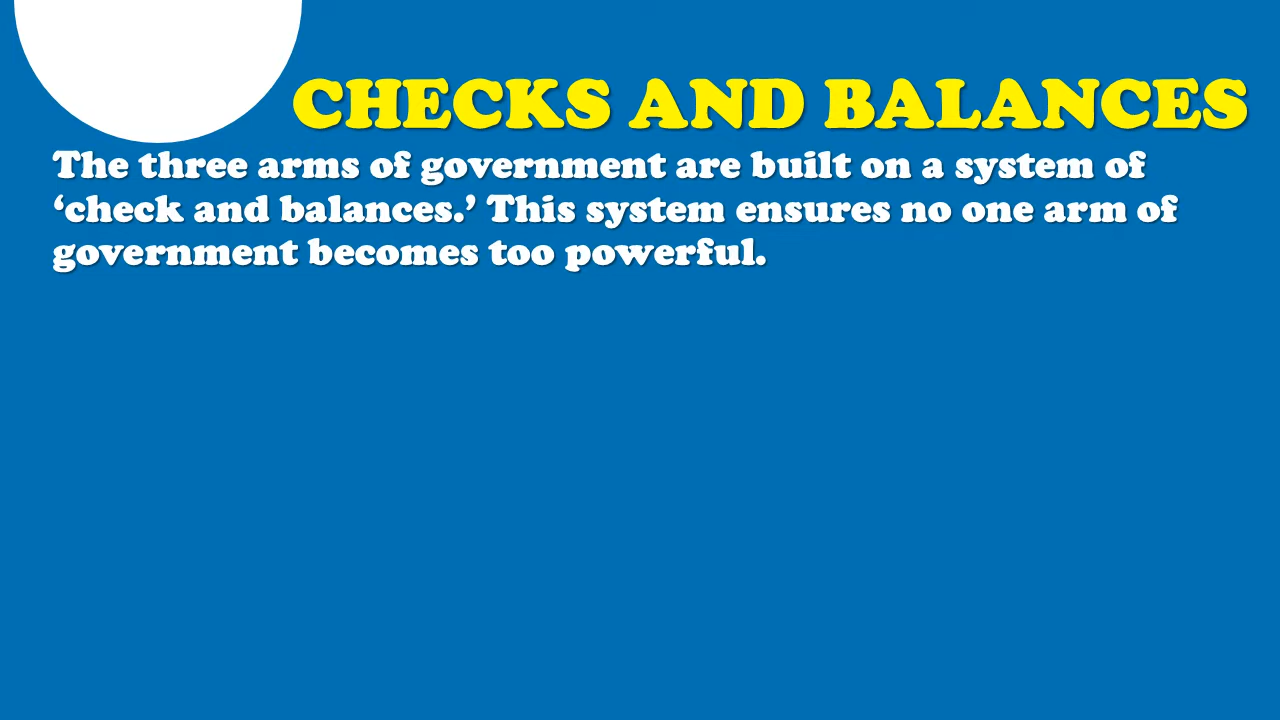 CHECKS AND BALANCES
The three arms of government are built on a system of
‘check and balances.’ This system ensures no one arm of
government becomes too powerful.